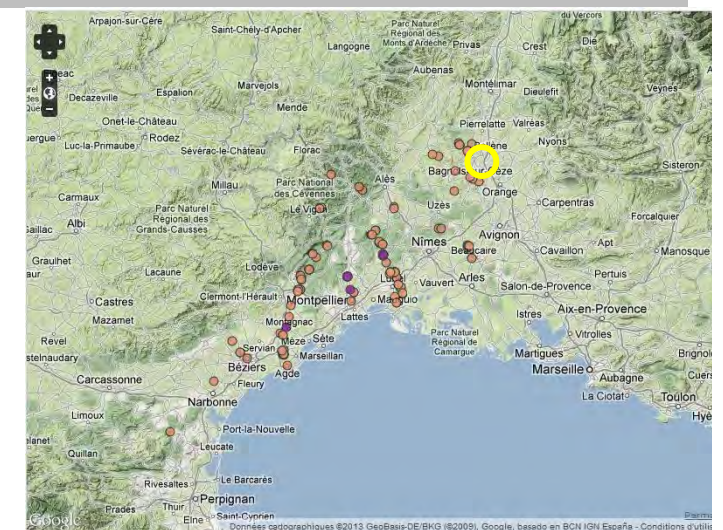 Arpajon-sur-Cère
Saint-Chély-d'Apcher
Langogne
Parc Naturel
Régional des
Monts d'Ardèche
Privas
Crest
Die
du Vercors
Aubenas
Montélimar
Dieulefit
Veynes
Decazeville
Espalion
Marvejols
Mende
Onet-le-Château
Rodez
Luc-la-Primaube
Sévérac-le-Château
Florac
Pierrelatte
Valréas
Nyons
Sisteron
Carmaux
Millau
Parc National
des Cévennes
Alès
Orange
Carpentras
Albi
Parc Naturel
Régional des
Grands-Causses
Le Vigan
Uzès
Forcalquier
Gaillac
Avignon
Nîmes
Beaucaire
Cavaillon
Apt
Manosque
Graulhet
Lacaune
Lodève
Vauvert
Arles
Salon-de-Provence
Pertuis
Castres
Clermont-l'Hérault
Montpellier
Mauguio
Istres
Aix-en-Provence
Mazamet
Lattes
Vitrolles
Revel
Servian
Mèze
Sète
Parc Naturel
Régional de
Camargue
Martigues
Marseillan
Marseille
Aubagne
Carcassonne
Béziers
Agde
Fleury
La Ciotat
Toulon
Narbonne
Limoux
Port-la-Nouvelle
Quillan
Leucate
Le Barcarès
Rivesaltes
Perpignan
Prades
Thuir
Elne
Saint-Cyprien
Google
Données cartographiques ©2013 GeoBasis-DE/BKG (©2009), Google, basado en BCN IGN España - Conditions d'utili